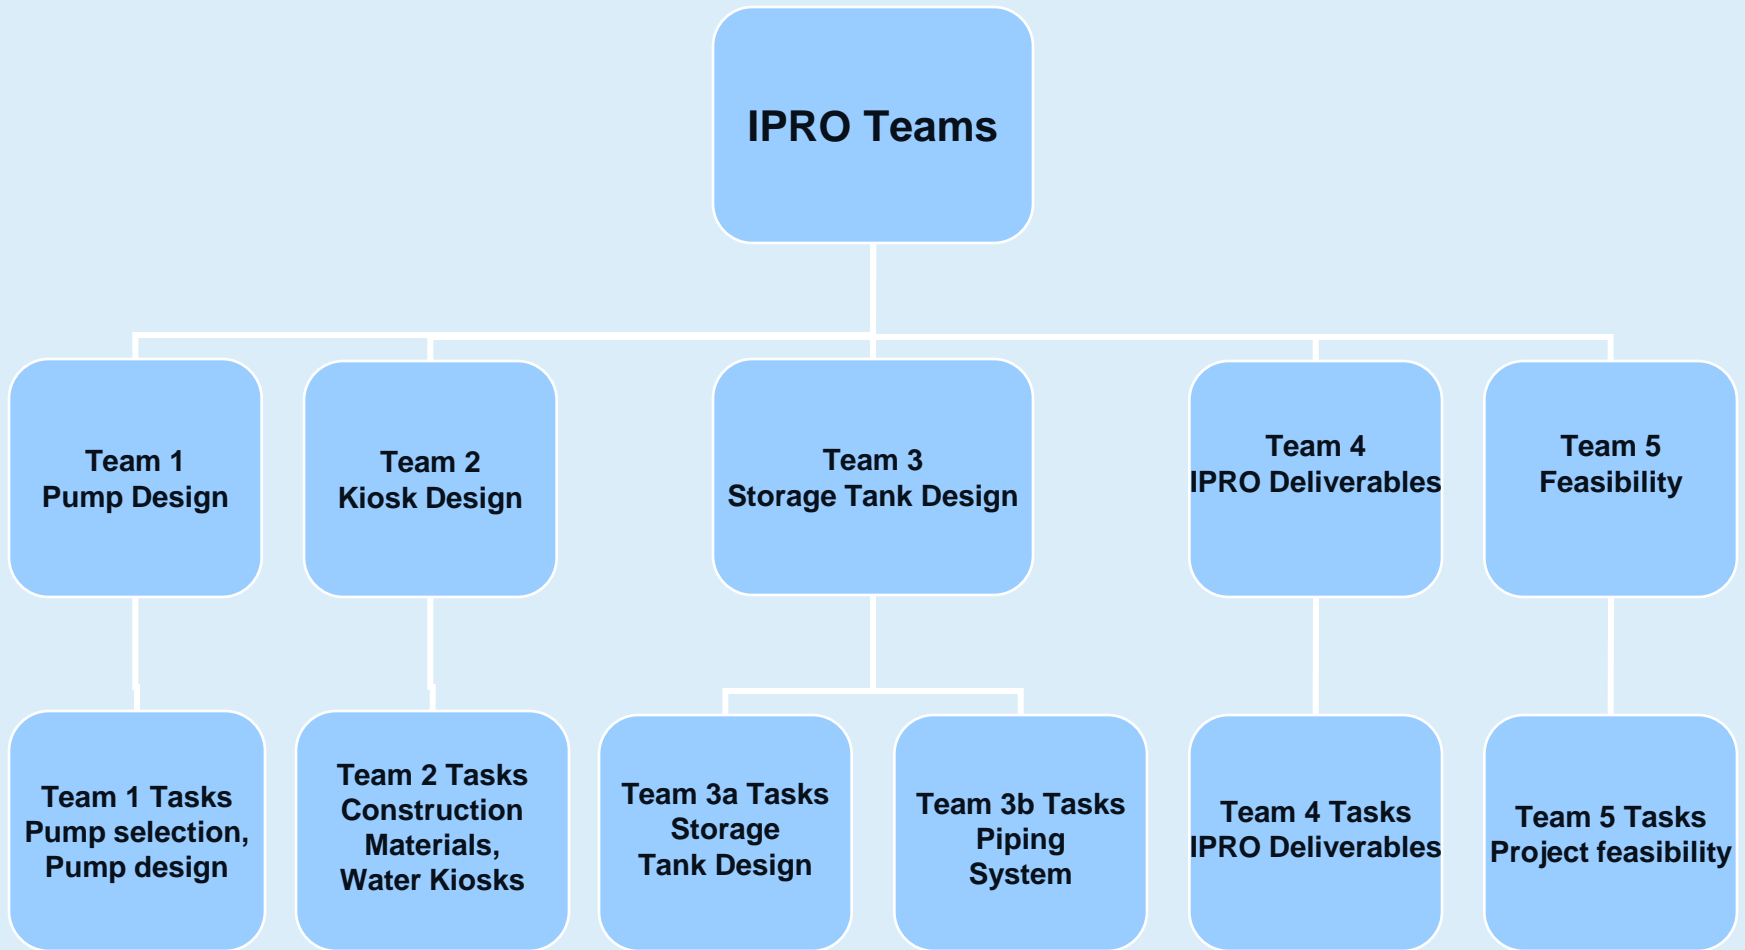 IPRO Teams
Team 1
Pump Design
Team 2
Kiosk Design
Team 3
Storage Tank Design
Team 4
IPRO Deliverables
Team 5
Feasibility
Team 1 Tasks
Pump selection,
Pump design
Team 2 Tasks
Construction
Materials,
Water Kiosks
Team 3a Tasks
Storage
Tank Design
Team 3b Tasks
Piping
System
Team 4 Tasks
IPRO Deliverables
Team 5 Tasks
Project feasibility